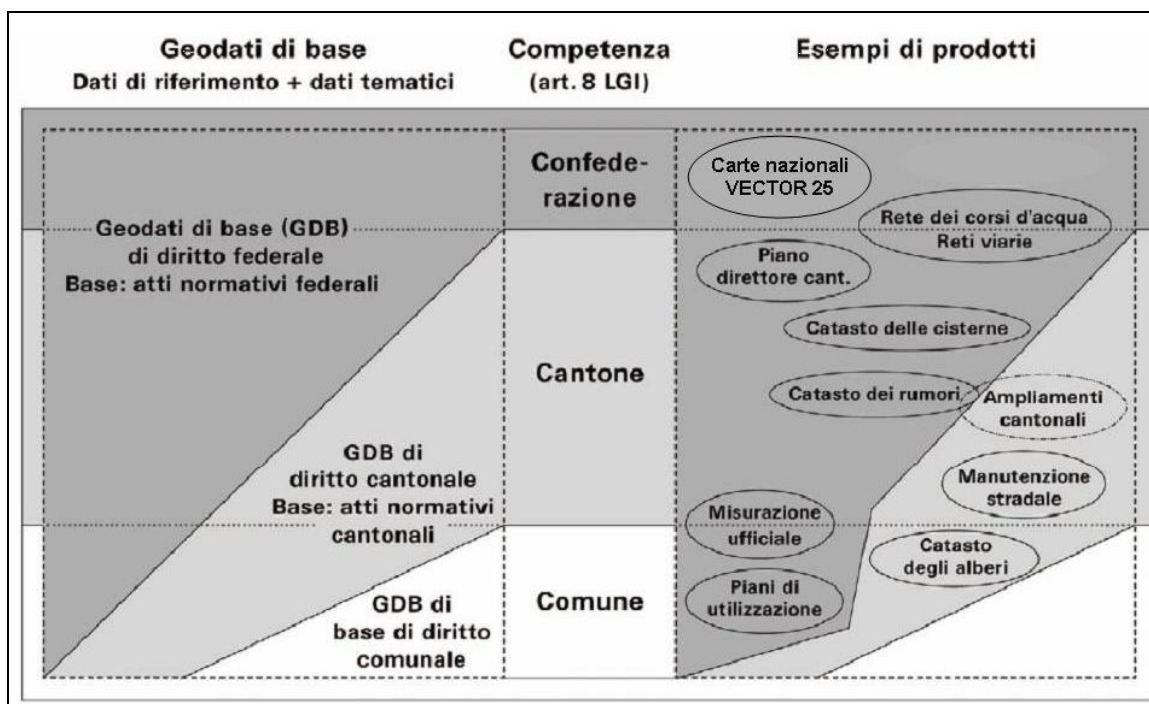 Geodati di base
Dati di riferimento + dati tematici
Competenza
(art. 8 LGI)
Esempi di prodotti
Geodati di base (GDB)
di diritto federale
Base: atti normativi federali
GDB di
diritto cantonale
Base: atti normativi
cantonali
GDB di
base di diritto
comunale
Confede-
razione
Cantone
Comune
Carte nazionali
VECTOR 25
Rete dei corsi d'acqua
Reti viarie
Piano
direttore cant.
Catasto delle cisterne
Catasto dei rumori
Ampliamenti
cantonali
Manutenzione
stradale
Misurazione
ufficiale
Catasto
degli alberi
Piani di
utilizzazione